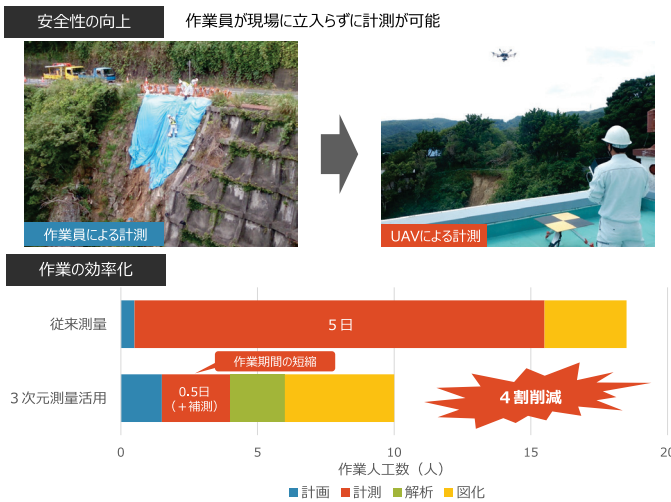 安全性の向上
作業員が現場に立入らずに計測が可能
作業員による計測
UAVによる計測
作業の効率化
従来測量
5日
作業期間の短縮
3次元測量活用
0.5日
(+補測)
4割削減
0
5
10
15
20
作業人工数(人)
計画
計測
解析
図化